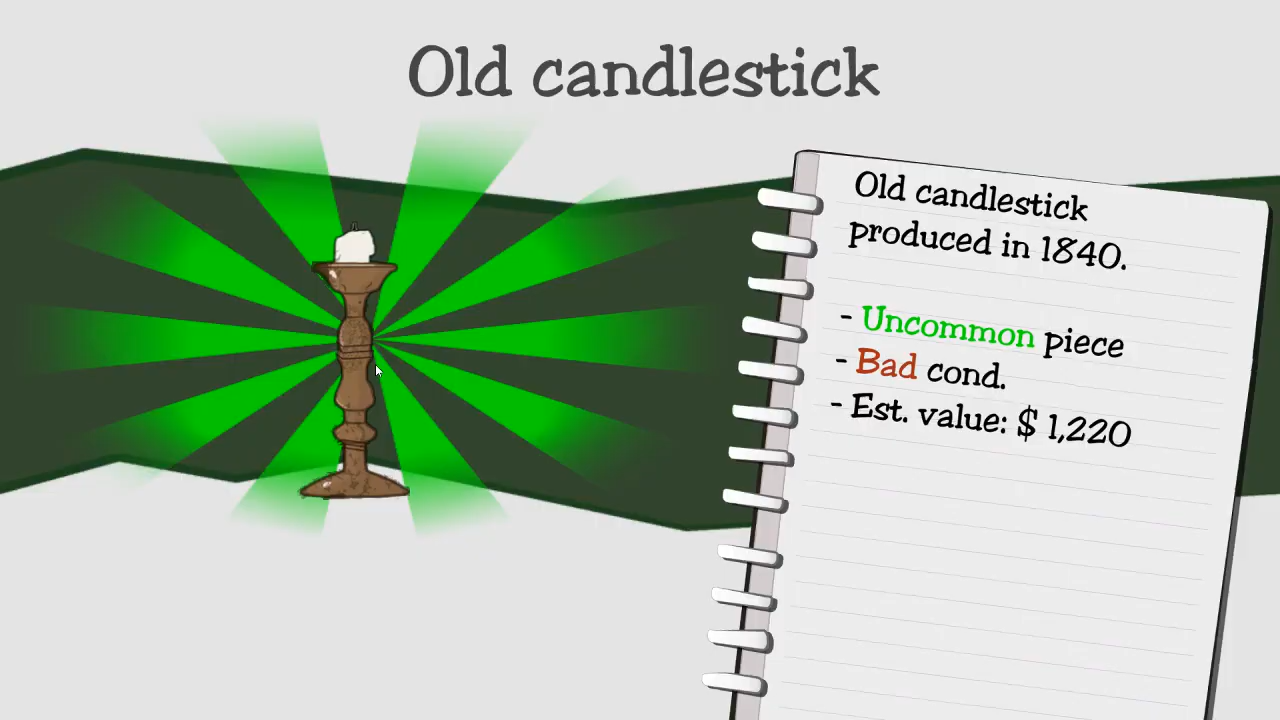 Old candlestick
Old candlestick
produced in 1840.
- Uncommon piece
- Bad cond.
- Est. value: $ 1,220